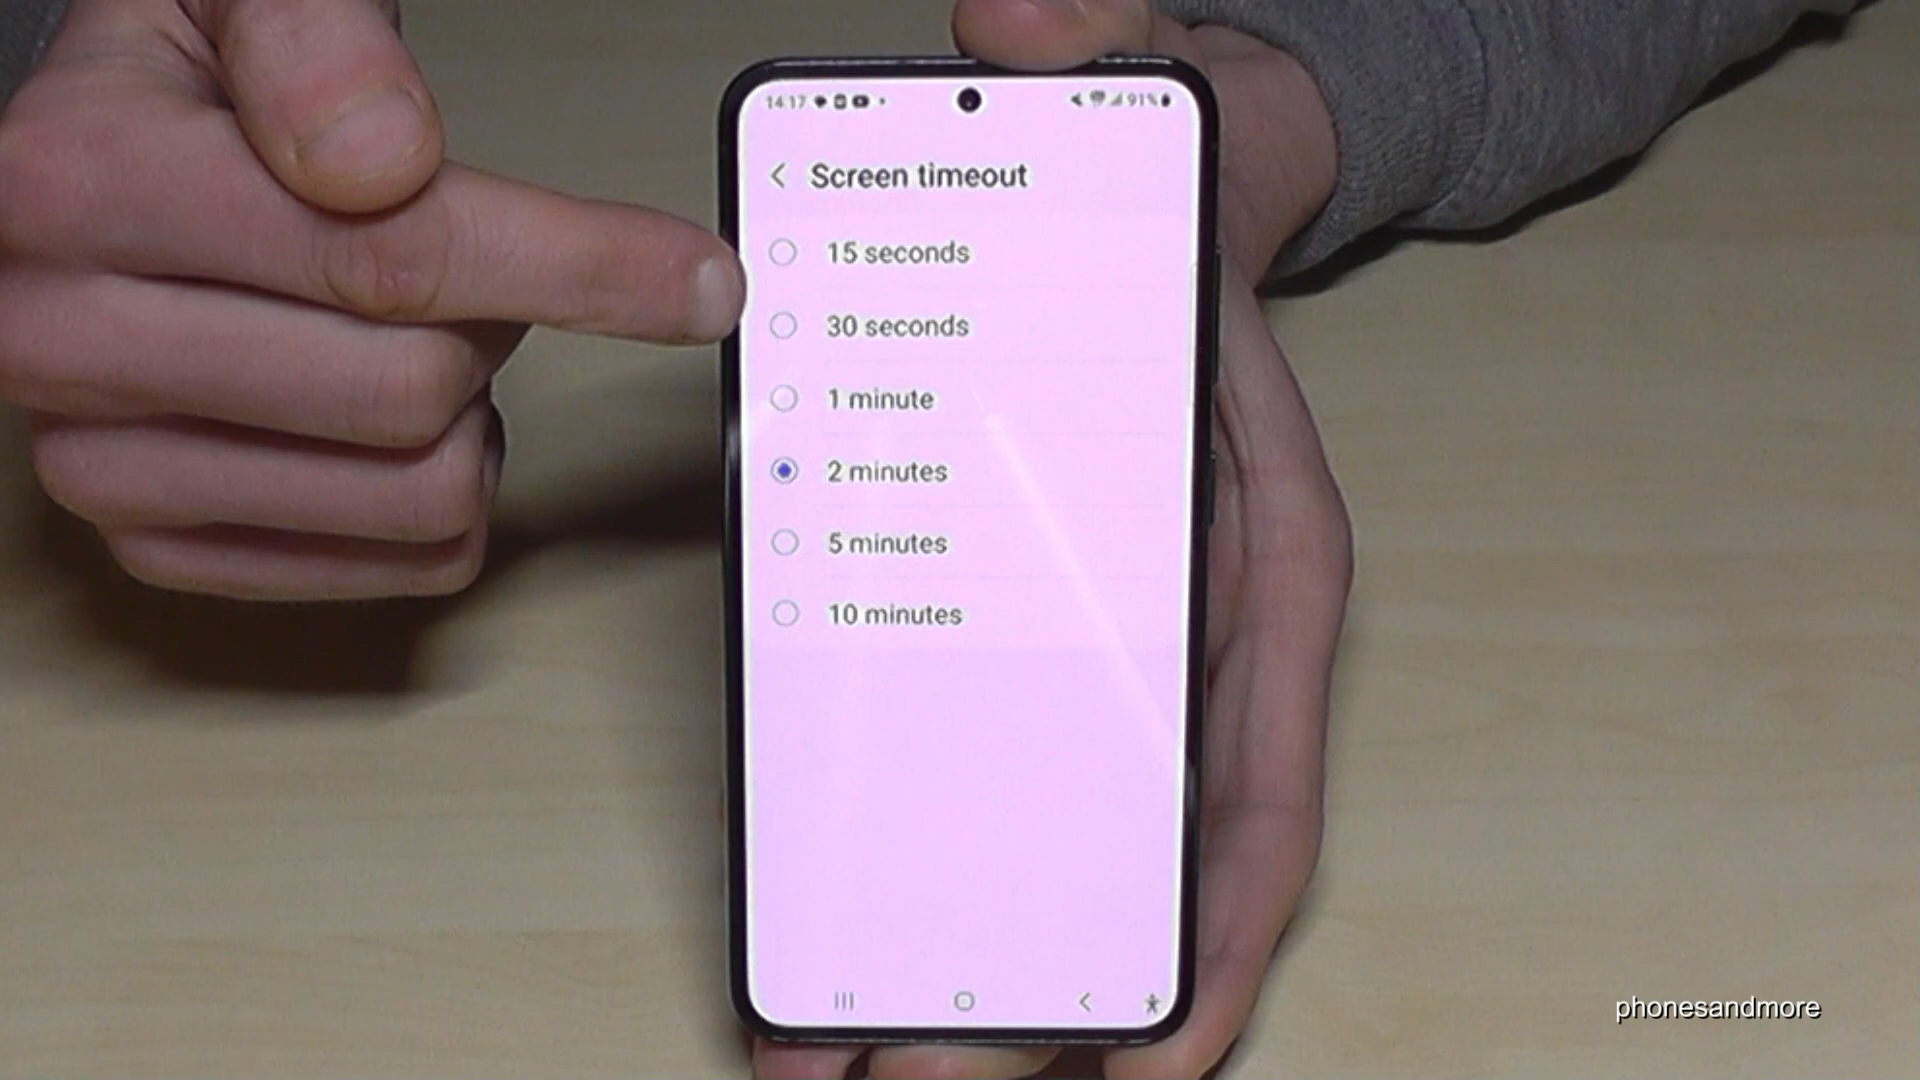 14:17 91%
Screen timeout
15 seconds
30 seconds
1 minute
2 minutes
5 minutes
10 minutes
phonesandmore